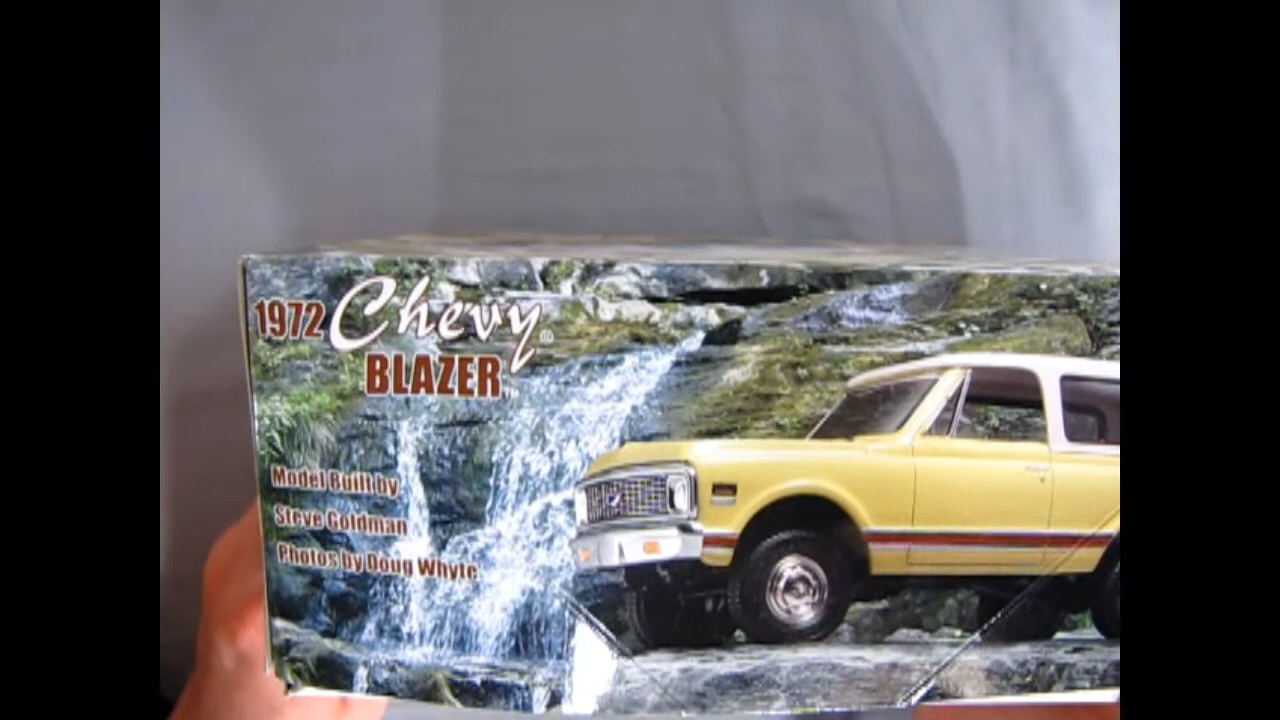 1972 Chevy
BLAZER
Model Built by
Steve Goldman
Photos by Doug Whyte